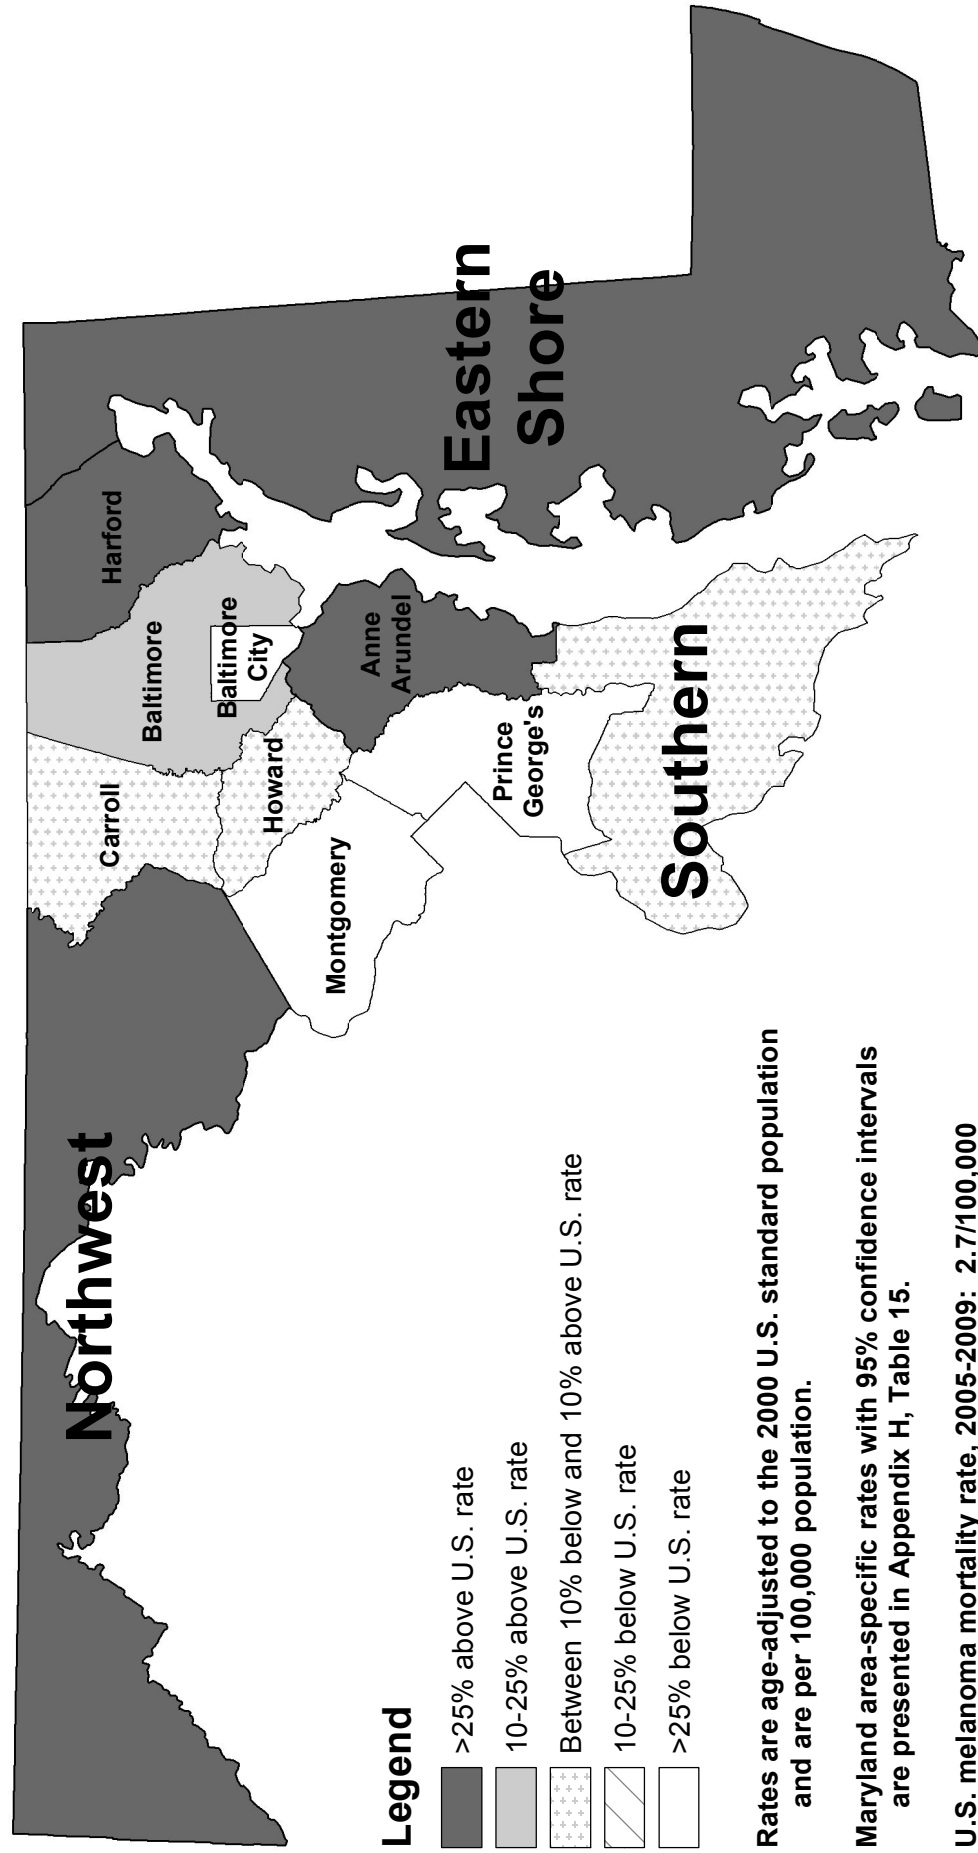 Northwest
Carroll
Baltimore
Harford
Baltimore
City
Howard
Montgomery
Anne
Arundel
Prince
George's
Eastern
Shore
Southern
Legend
>25% above U.S. rate
10-25% above U.S. rate
Between 10% below and 10% above U.S. rate
10-25% below U.S. rate
>25% below U.S. rate
Rates are age-adjusted to the 2000 U.S. standard population
and are per 100,000 population.
Maryland area-specific rates with 95% confidence intervals
are presented in Appendix H, Table 15.
U.S. melanoma mortality rate, 2005-2009: 2.7/100,000